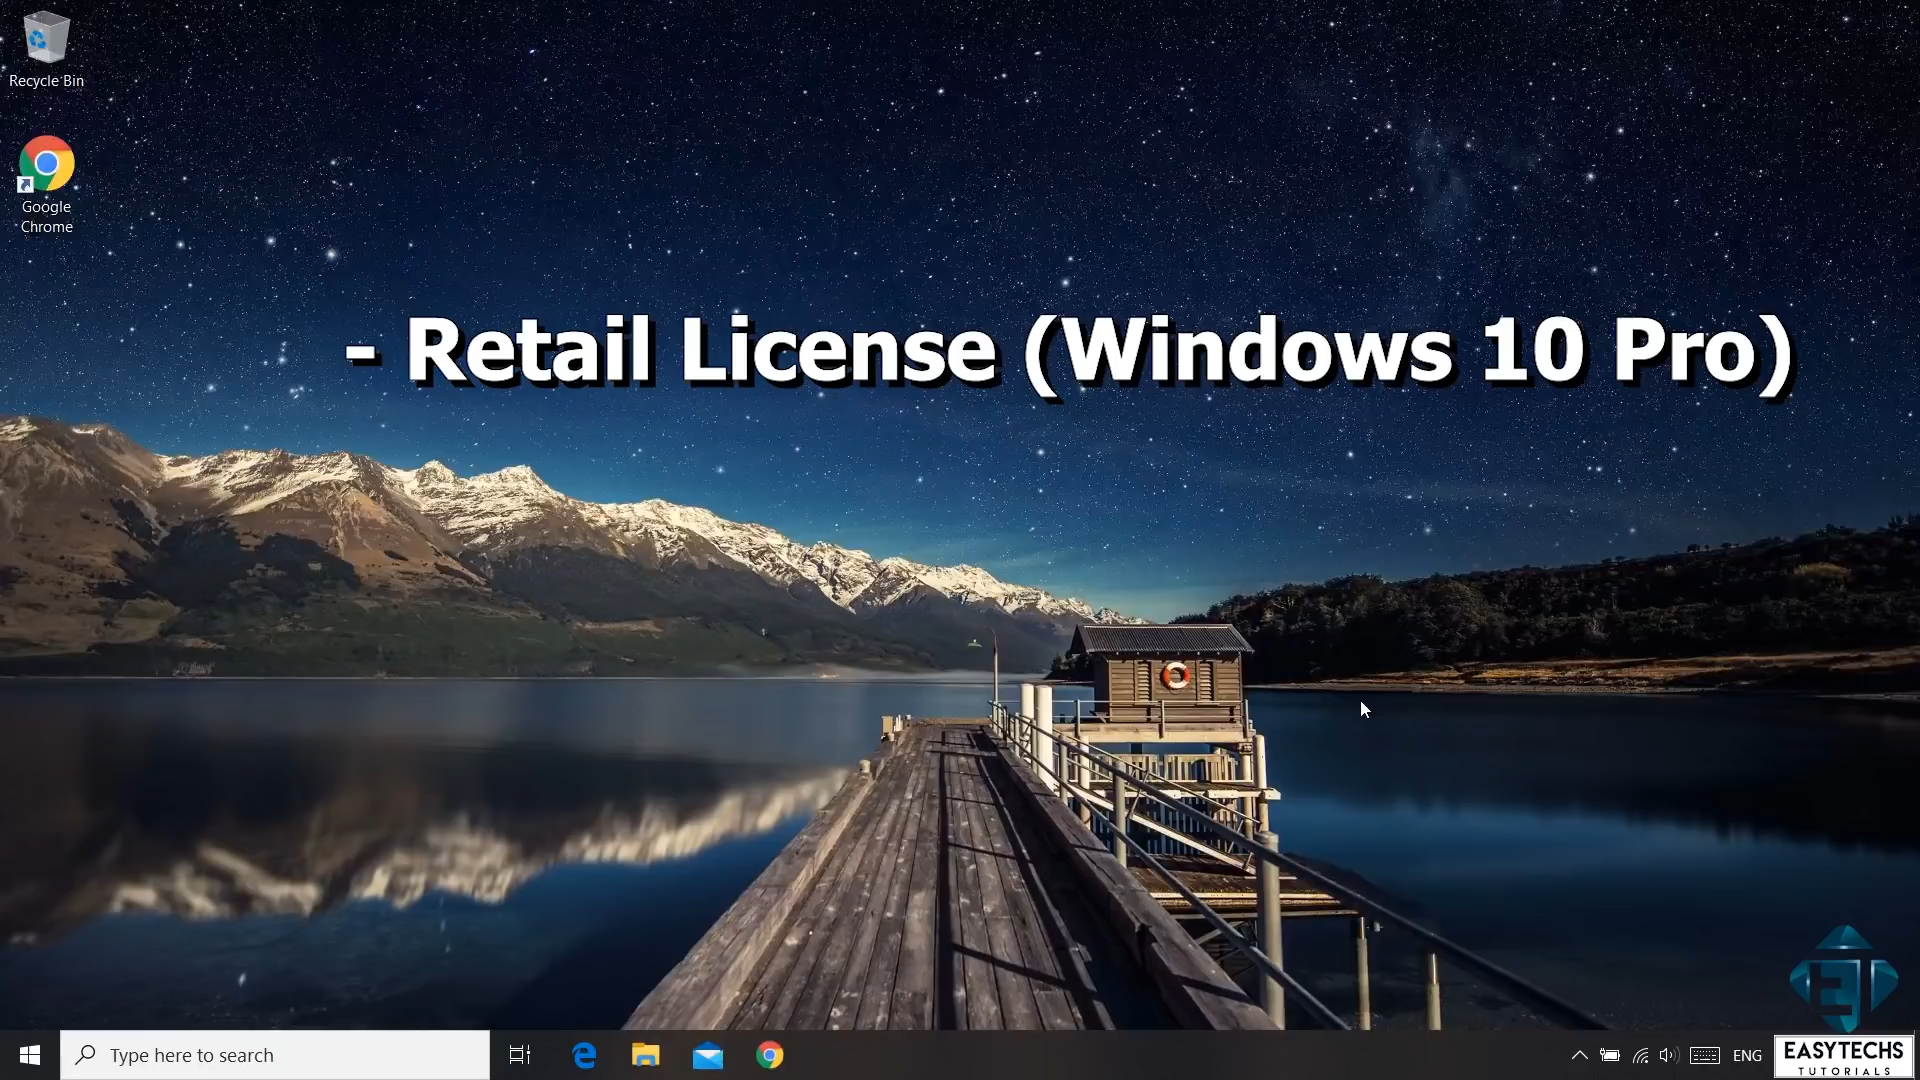 Recycle Bin
Google
Chrome
- Retail License (Windows 10 Pro)
Type here to search
ENG
EASYTECHS
TUTORIALS